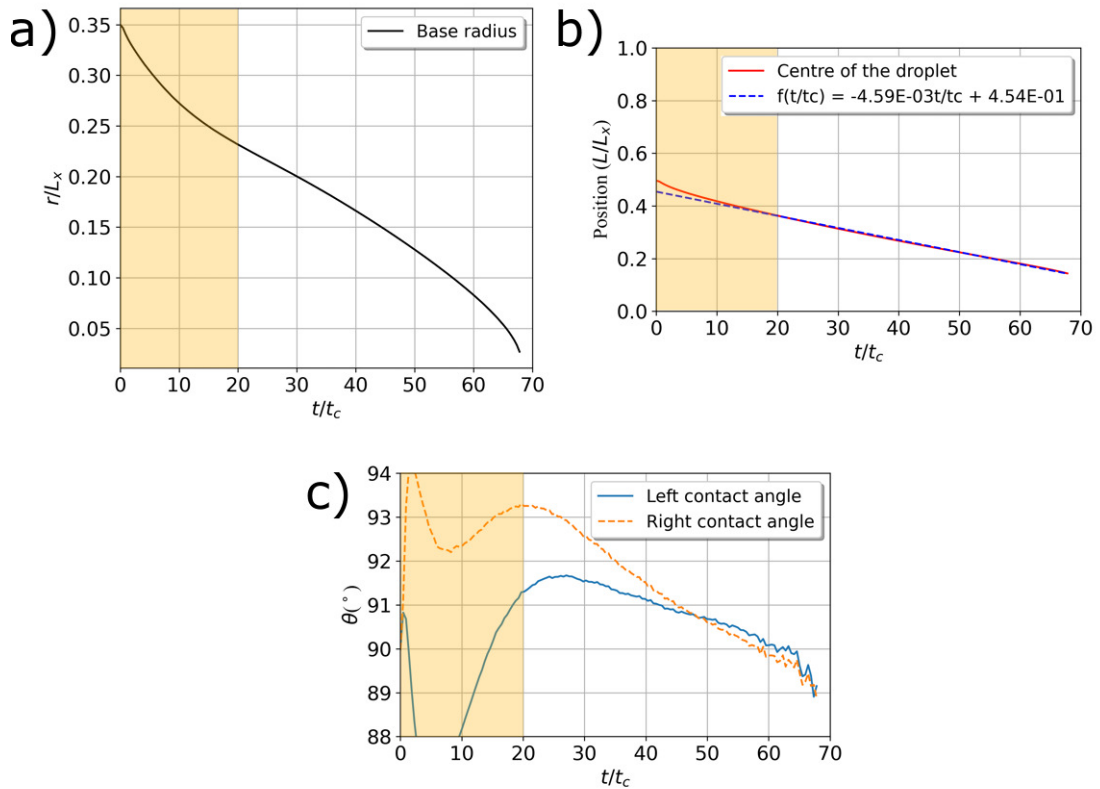 a)
0.35
0.30
0.25
0.20
0.15
0.10
0.05
r/Lₓ
Base radius
0 10 20 30 40 50 60 70
t/t_c
b)
1.0
0.8
0.6
0.4
0.2
0.0
Position (L/Lₓ)
Centre of the droplet
f(t/tc) = -4.59E-03t/tc + 4.54E-01
0 10 20 30 40 50 60 70
t/t_c
c)
94
93
92
91
90
89
88
θ(°)
Left contact angle
Right contact angle
0 10 20 30 40 50 60 70
t/t_c